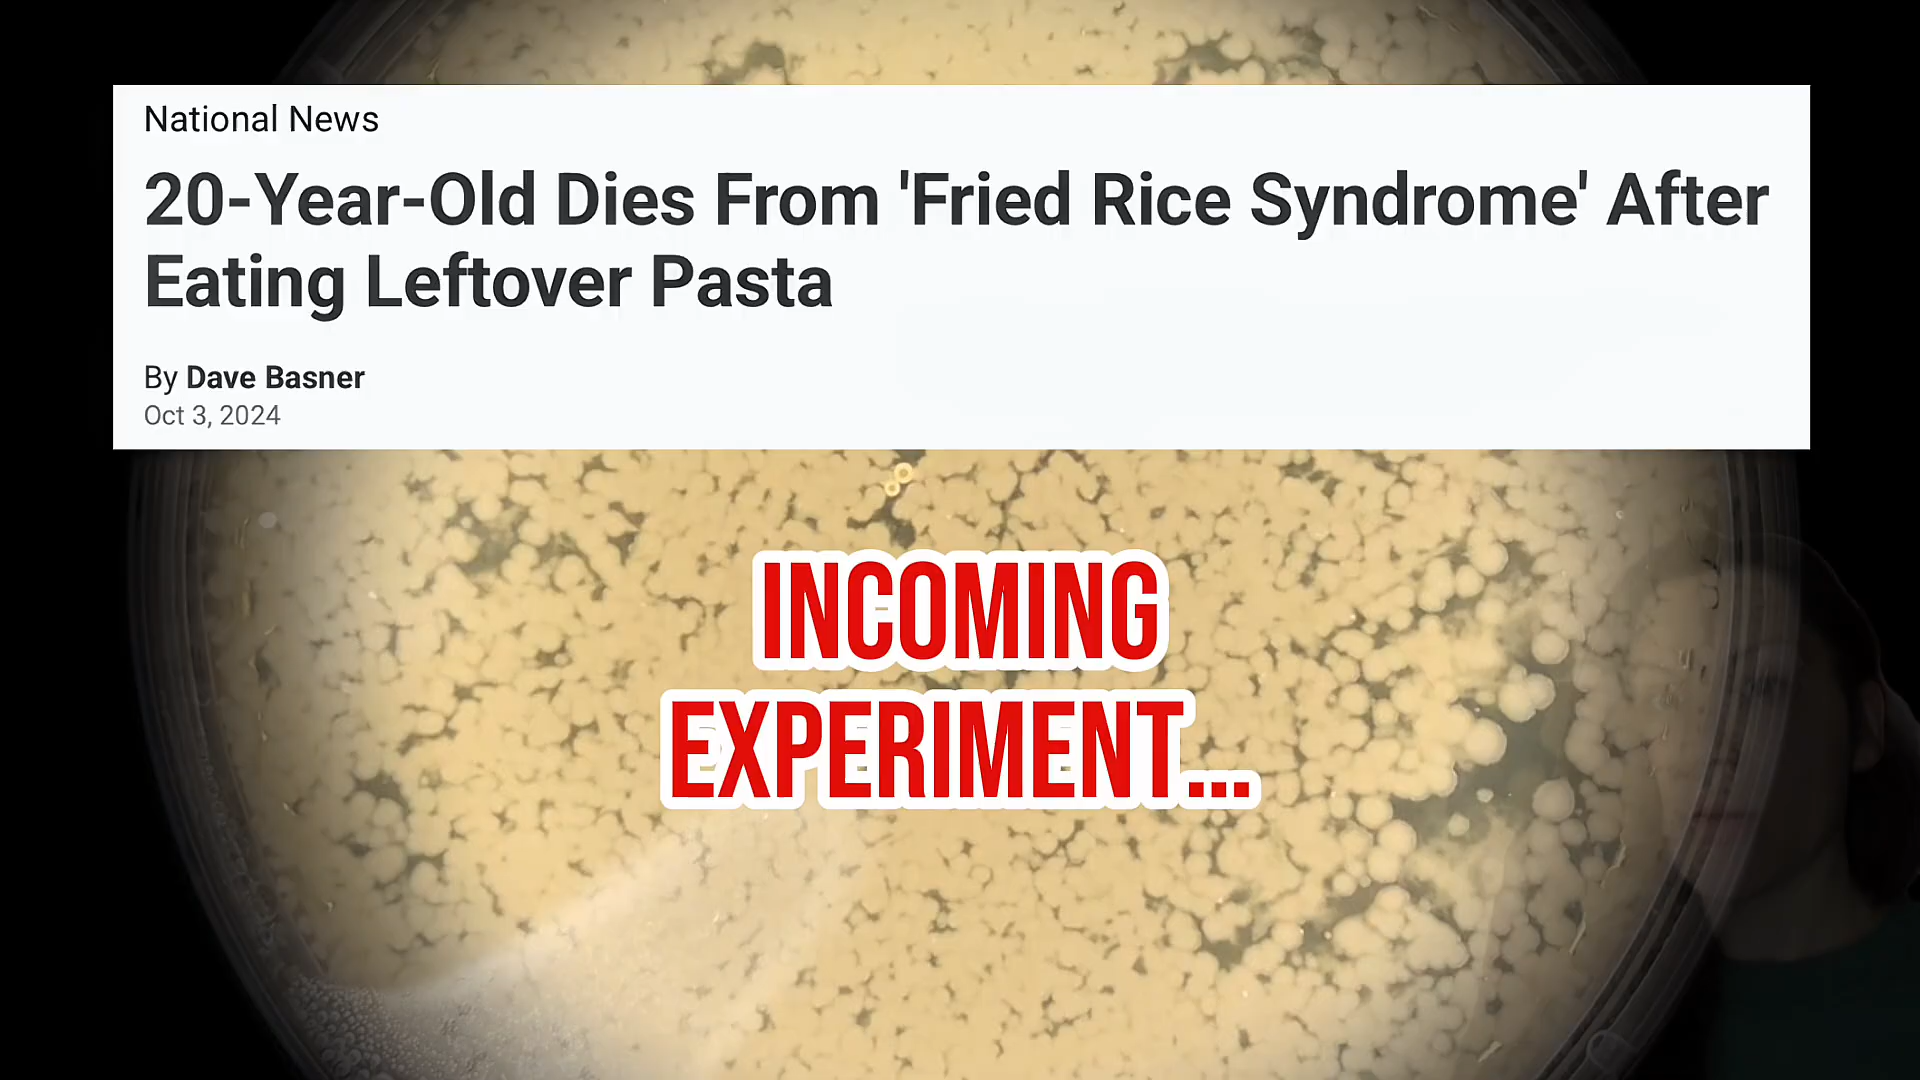 National News
20-Year-Old Dies From 'Fried Rice Syndrome' After
Eating Leftover Pasta
By Dave Basner
Oct 3, 2024
INCOMING
EXPERIMENT...